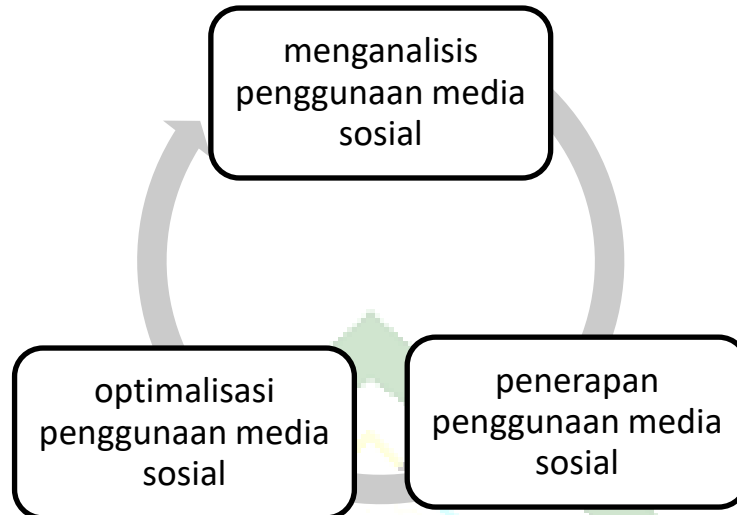 menganalisis
penggunaan media
sosial
optimalisasi
penggunaan media
sosial
penerapan
penggunaan media
sosial